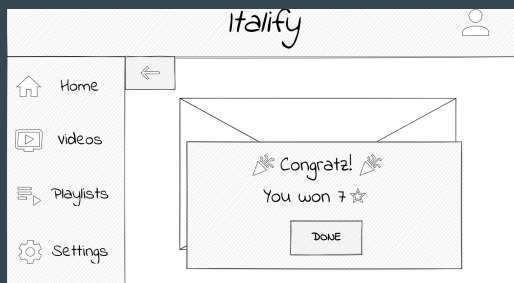 Italify
Home
Videos
Playlists
Settings
Congratz!
You won 7
DONE